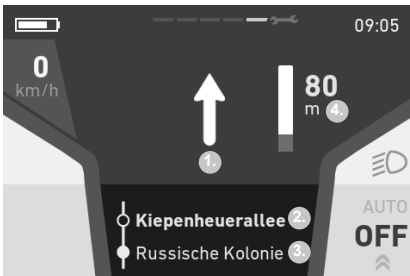 09:05
0
km/h
80
m 4.
1.
AUTO
OFF
Kiepenheuerallee 2.
Russische Kolonie 3.